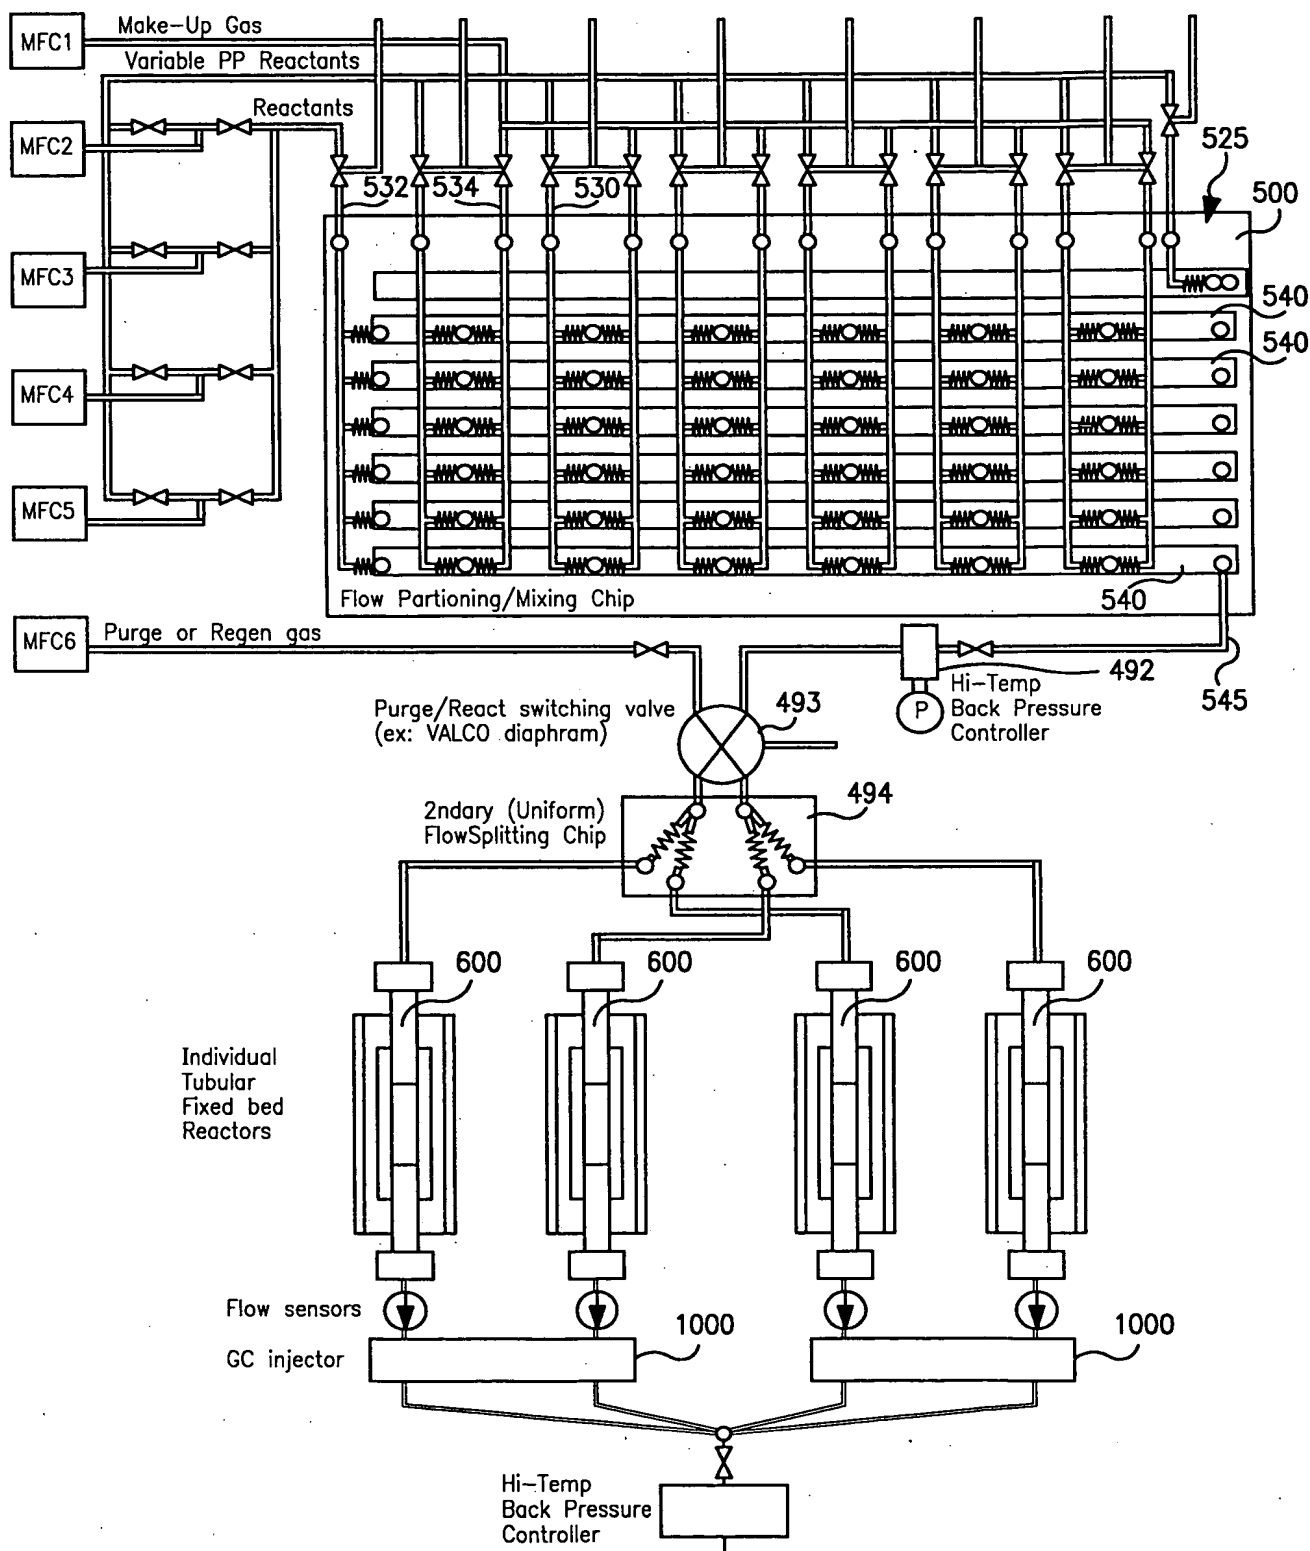 MFC1
Make-Up Gas
Variable PP Reactants
Reactants
MFC2
532
534
530
525
500
MFC3
540
540
MFC4
MFC5
540
Flow Partioning/Mixing Chip
MFC6
Purge or Regen gas
492
545
Hi-Temp
Back Pressure
Controller
P
Purge/React switching valve
(ex: VALCO diaphram)
493
2ndary (Uniform)
FlowSplitting Chip
494
600
600
600
600
Individual
Tubular
Fixed bed
Reactors
Flow sensors
GC injector
1000
1000
Hi-Temp
Back Pressure
Controller